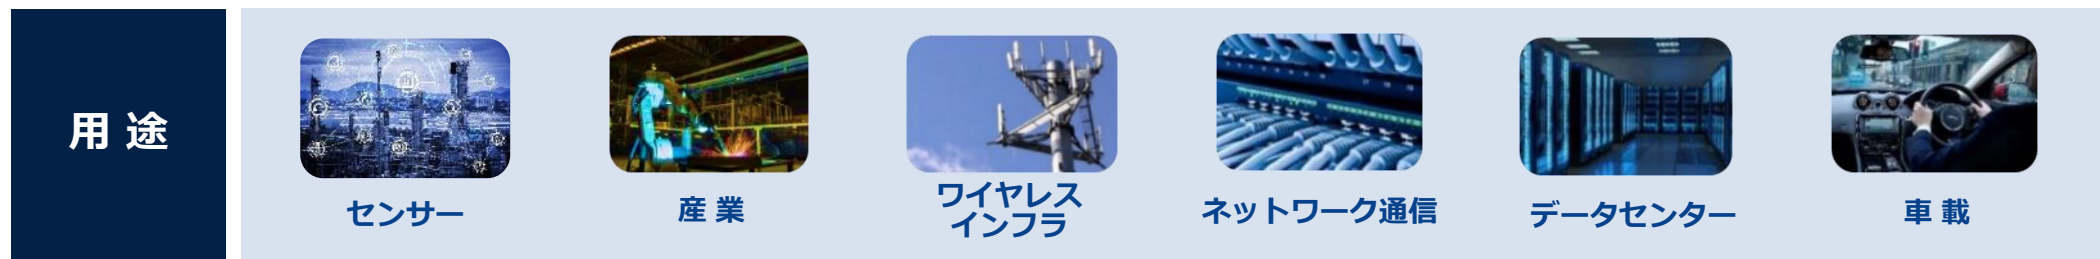 用途
センサー
産業
ワイヤレス
インフラ
ネットワーク通信
データセンター
車載